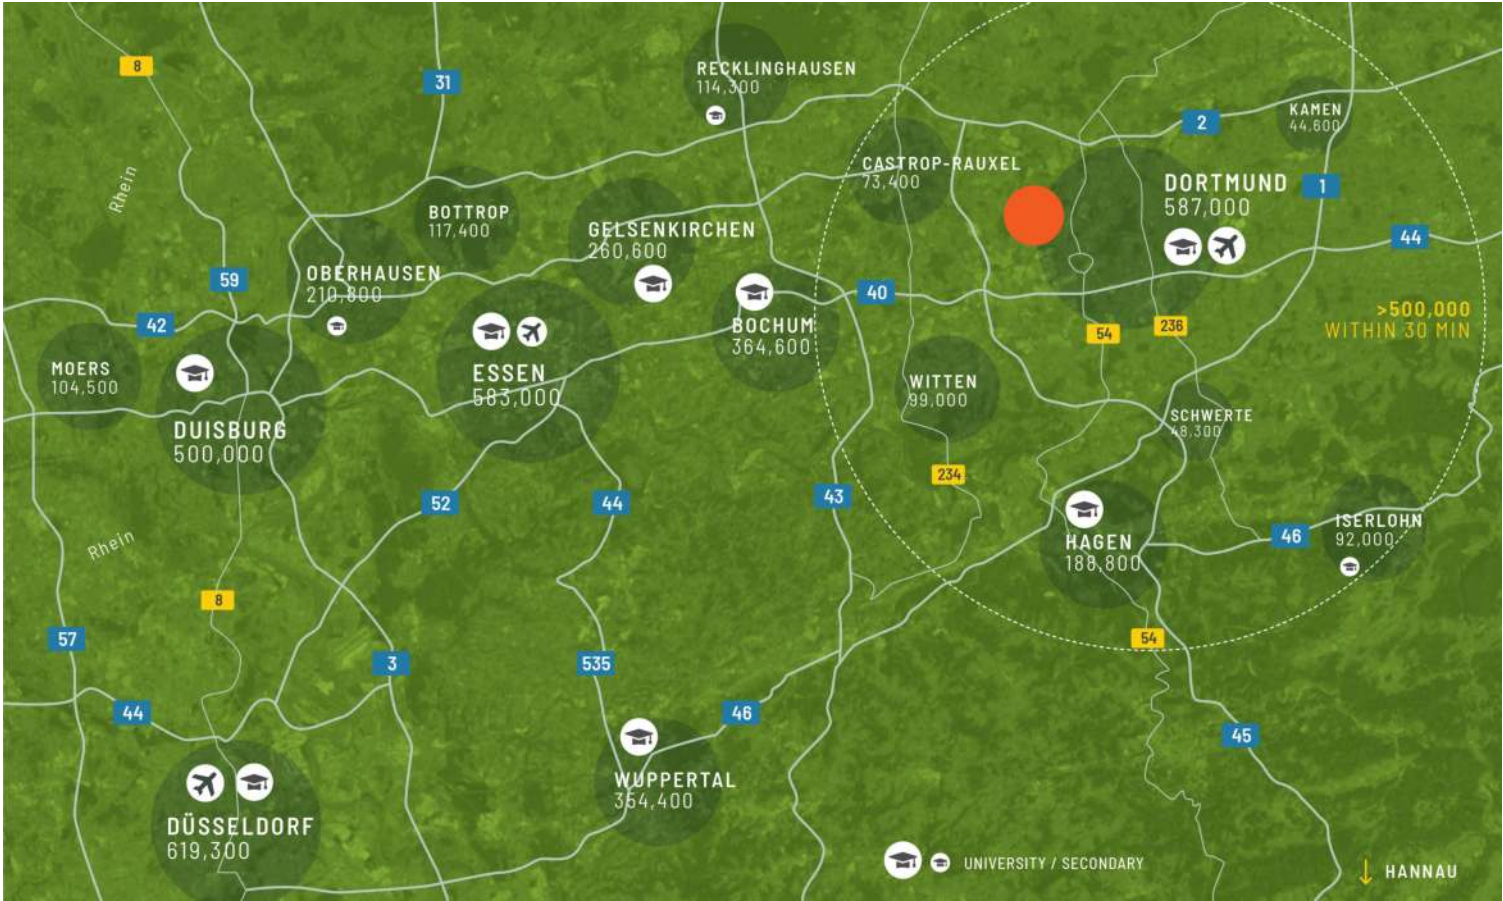 8
31
RECKLINGHAUSEN
114,300
2
KAMEN
44,600
Rhein
CASTROP-RAUXEL
73,400
DORTMUND
587,000
1
BOTTROP
117,400
GELSENKIRCHEN
260,600
44
59
OBERHAUSEN
210,800
40
42
BOCHUM
364,600
54
236
>500,000
WITHIN 30 MIN
MOERS
104,500
ESSEN
583,000
WITTEN
99,000
DUISBURG
500,000
SCHWERTE
48,300
234
52
44
43
Rhein
HAGEN
188,800
46
ISERLOHN
92,000
8
57
3
535
54
44
46
45
WUPPERTAL
354,400
DÜSSELDORF
619,300
UNIVERSITY / SECONDARY
HANNAU